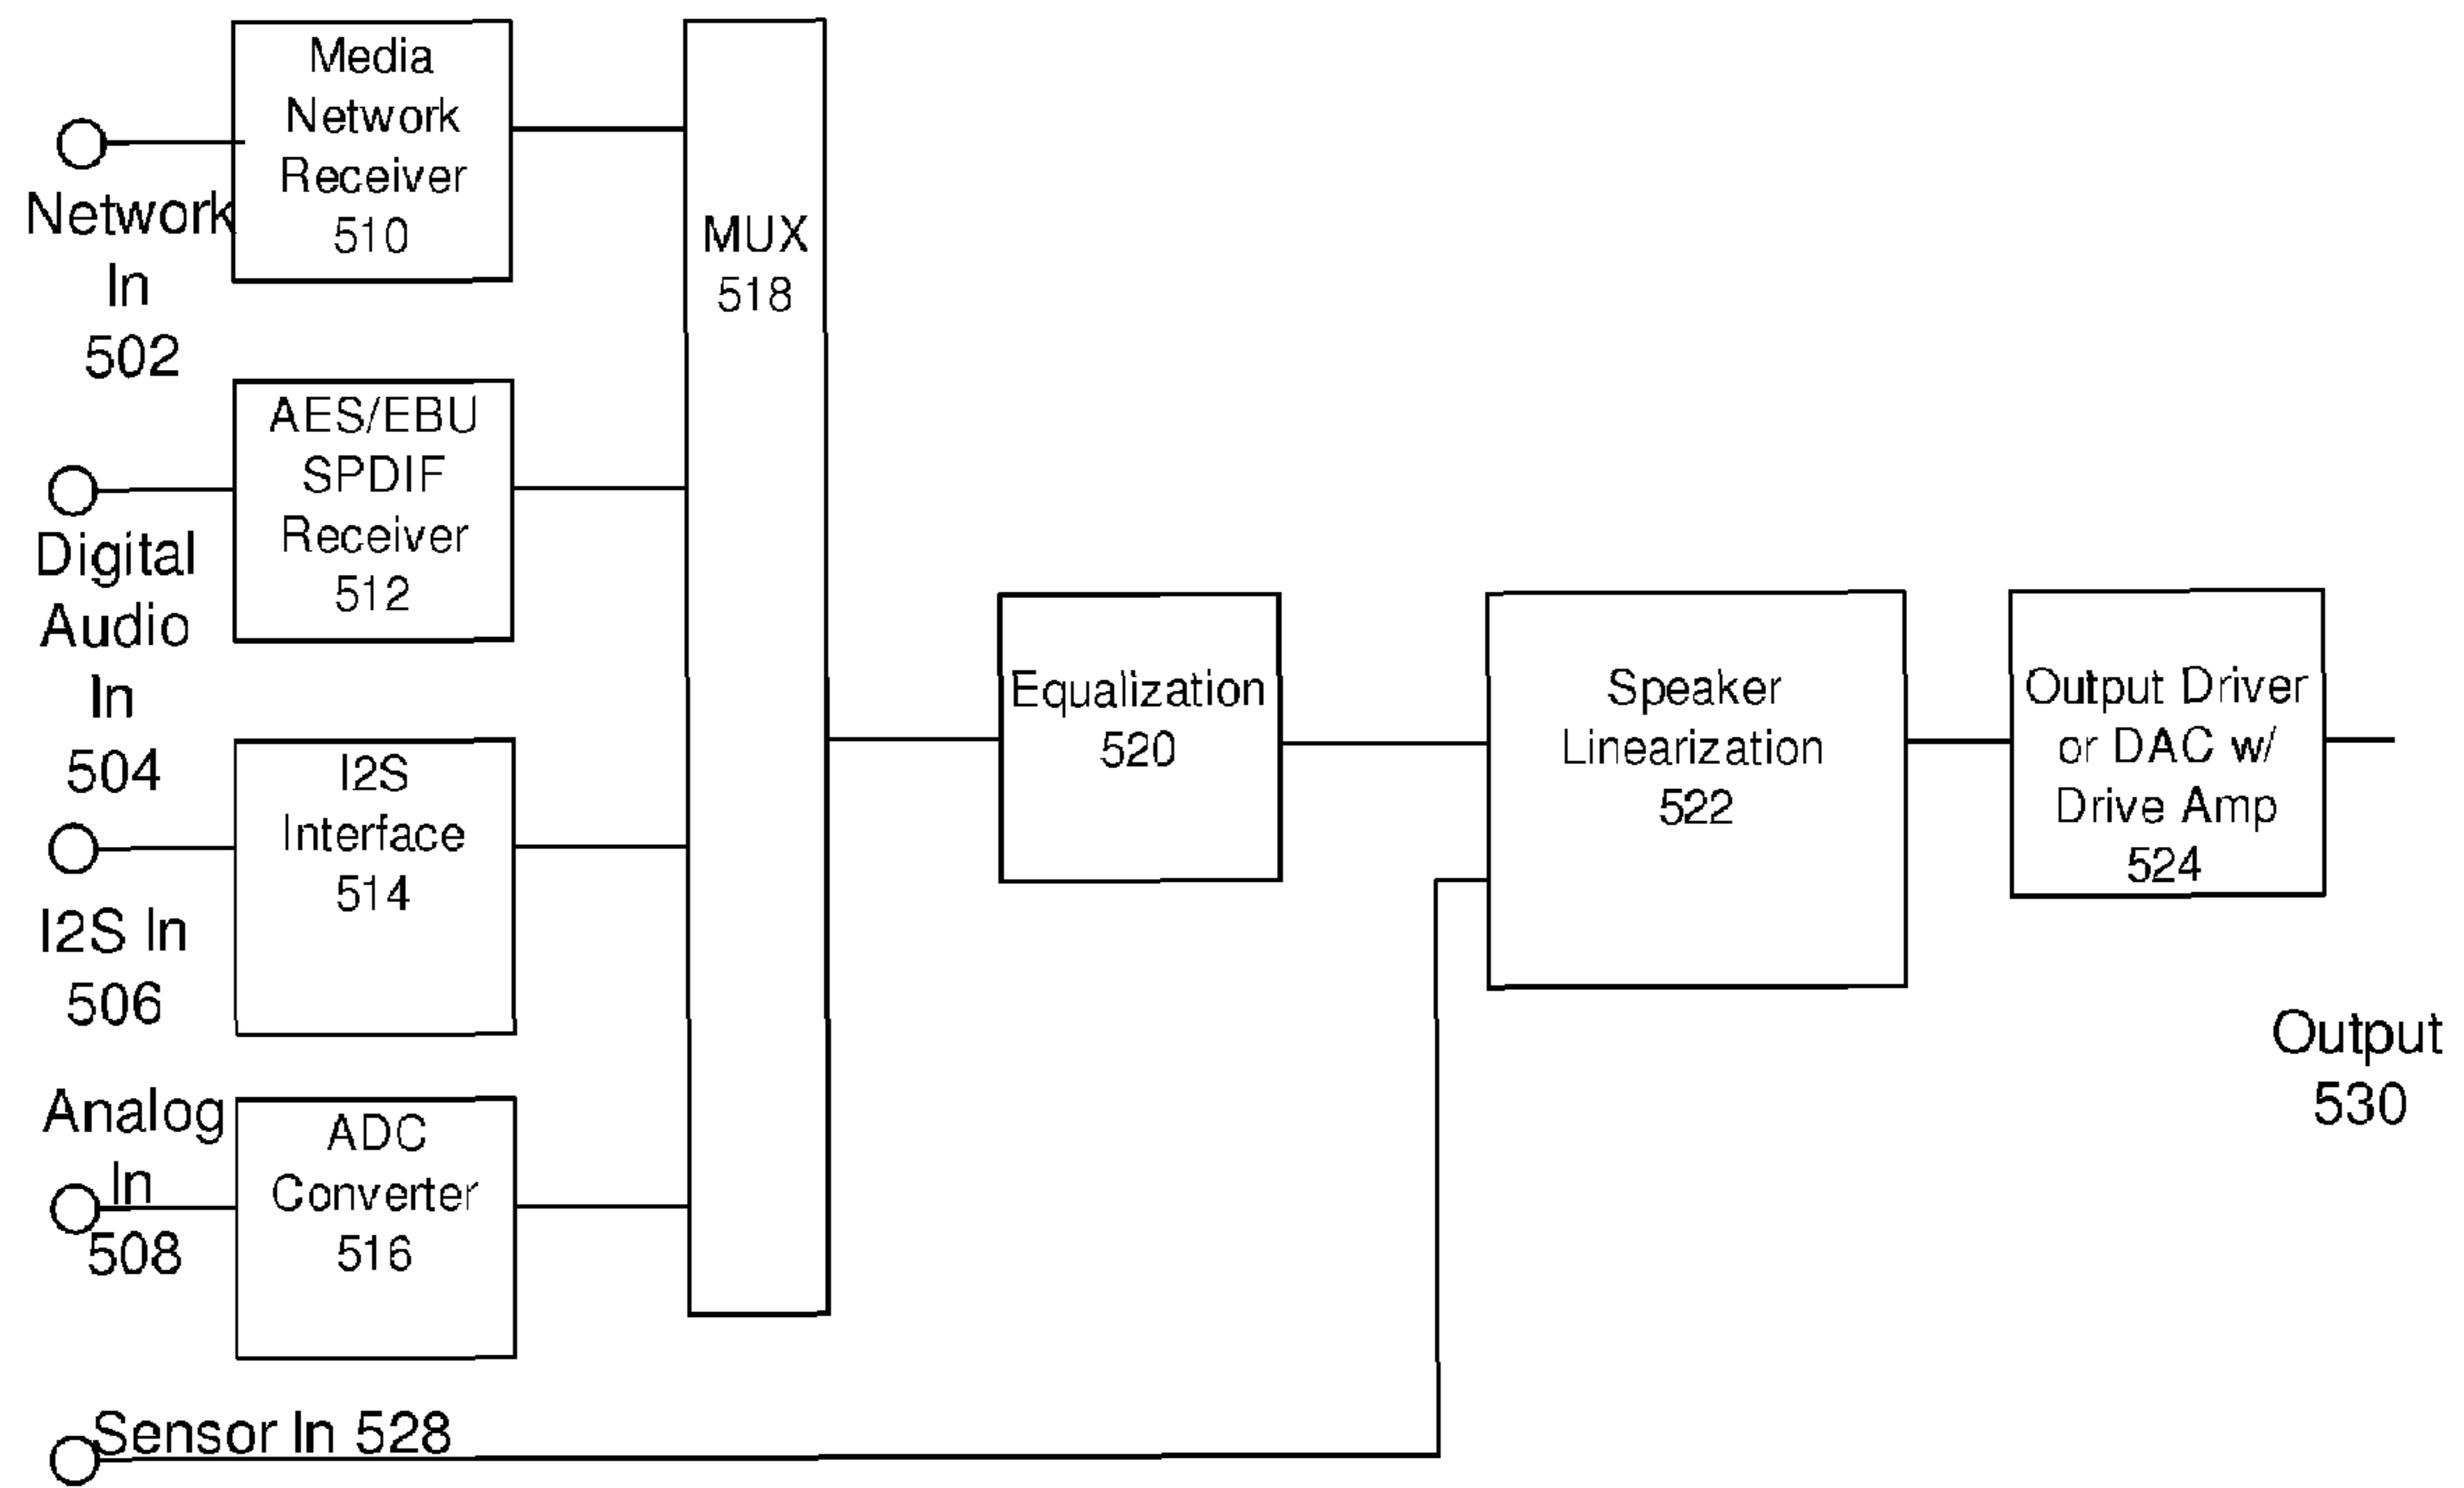 Media
Network
Receiver
510
Network
In
502
MUX
518
AES/EBU
SPDIF
Receiver
512
Digital
Audio
In
504
I2S
Interface
514
I2S In
506
Analog
In
508
ADC
Converter
516
Sensor In 528
Equalization
520
Speaker
Linearization
522
Output Driver
or DAC w/
Drive Amp
524
Output
530